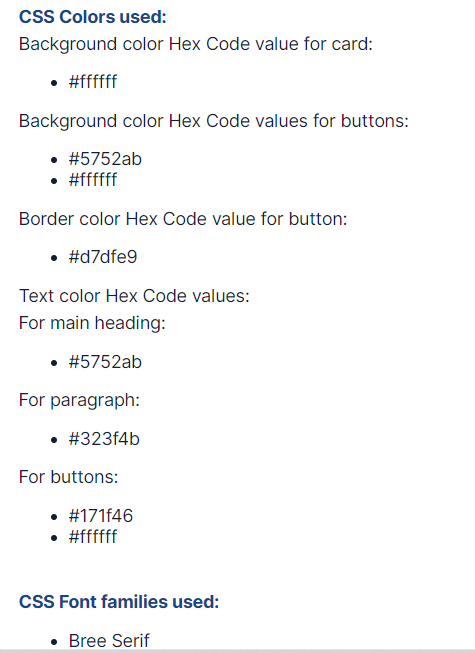 CSS Colors used:
Background color Hex Code value for card:
• #ffffff
Background color Hex Code values for buttons:
• #5752ab
• #ffffff
Border color Hex Code value for button:
• #d7dfe9
Text color Hex Code values:
For main heading:
• #5752ab
For paragraph:
• #323f4b
For buttons:
• #171f46
• #ffffff
CSS Font families used:
• Bree Serif